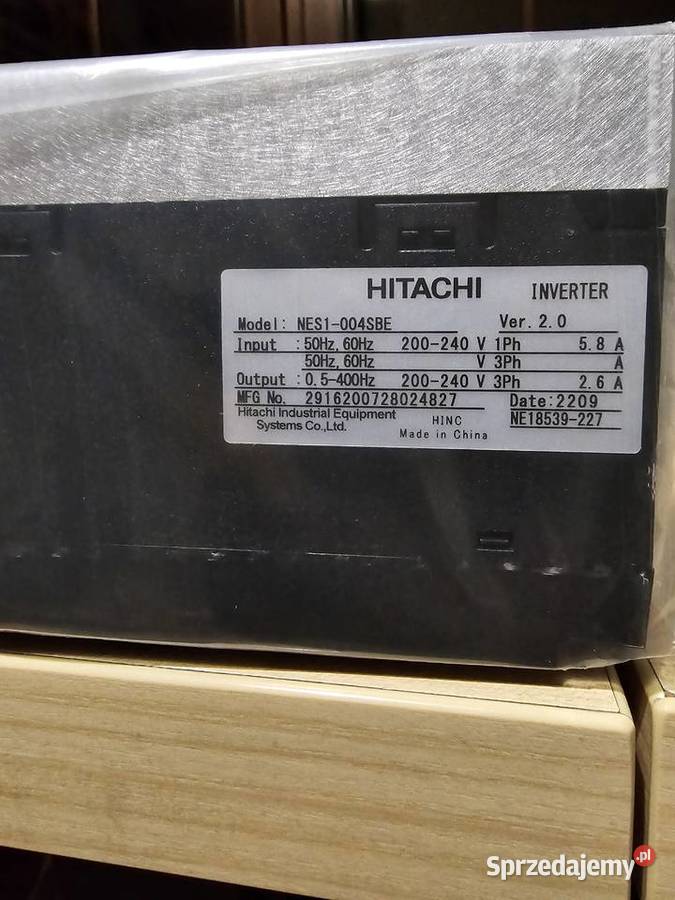 HITACHI INVERTER
Model: NES1-004SBE Ver. 2.0
Input :50Hz, 60Hz 200-240 V 1Ph 5.8 A
50Hz, 60Hz V 3Ph A
Output :0.5-400Hz 200-240 V 3Ph 2.6 A
MFG No. 2916200728024827 Date:2209
Hitachi Industrial Equipment HINC NE18539-227
Systems Co.,Ltd. Made in China
Sprzedajemy.pl